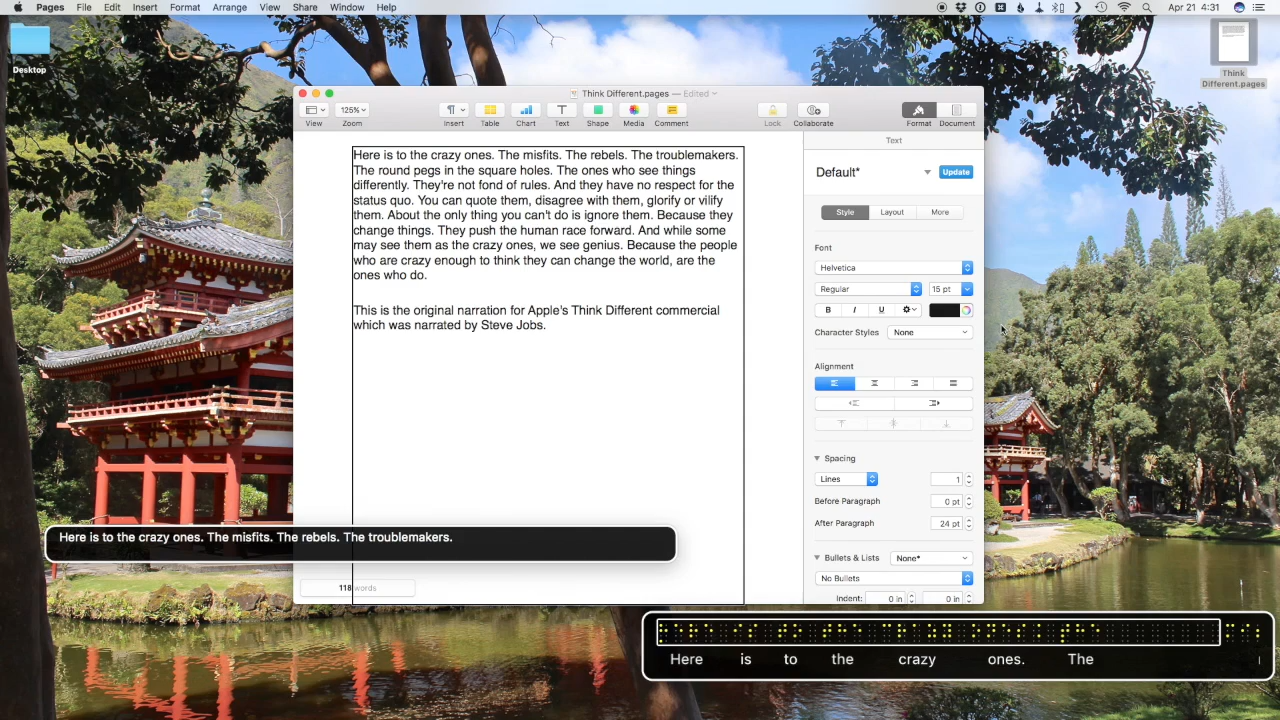 Pages File Edit Insert Format Arrange View Share Window Help Apr 21 4:31
Desktop
Think
Different.pages
Think Different.pages — Edited
125%
View Zoom Insert Table Chart Text Shape Media Comment Lock Collaborate Format Document
Text
Here is to the crazy ones. The misfits. The rebels. The troublemakers.
The round pegs in the square holes. The ones who see things
differently. They're not fond of rules. And they have no respect for the
status quo. You can quote them, disagree with them, glorify or vilify
them. About the only thing you can't do is ignore them. Because they
change things. They push the human race forward. And while some
may see them as the crazy ones, we see genius. Because the people
who are crazy enough to think they can change the world, are the
ones who do.
This is the original narration for Apple's Think Different commercial
which was narrated by Steve Jobs.
Default*
Update
Style Layout More
Font
Helvetica
Regular 15 pt
B I U
Character Styles None
Alignment
Spacing
Lines 1
Before Paragraph 0 pt
After Paragraph 24 pt
Bullets & Lists None*
No Bullets
Indent: 0 in 0 in
Here is to the crazy ones. The misfits. The rebels. The troublemakers.
118 words
Here is to the crazy ones. The